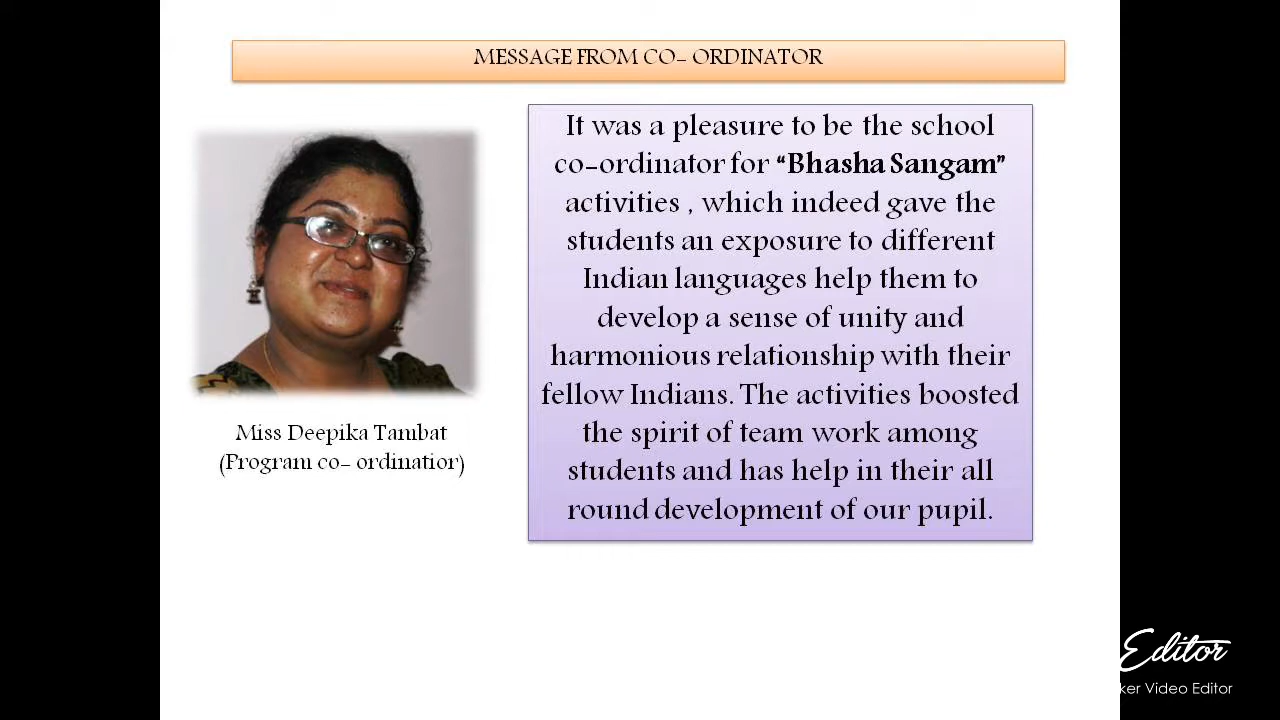 MESSAGE FROM CO- ORDINATOR
It was a pleasure to be the school
co-ordinator for “Bhasha Sangam”
activities , which indeed gave the
students an exposure to different
Indian languages help them to
develop a sense of unity and
harmonious relationship with their
fellow Indians. The activities boosted
the spirit of team work among
students and has help in their all
round development of our pupil.
Miss Deepika Tambat
(Program co- ordinatior)
Editor
ker Video Editor